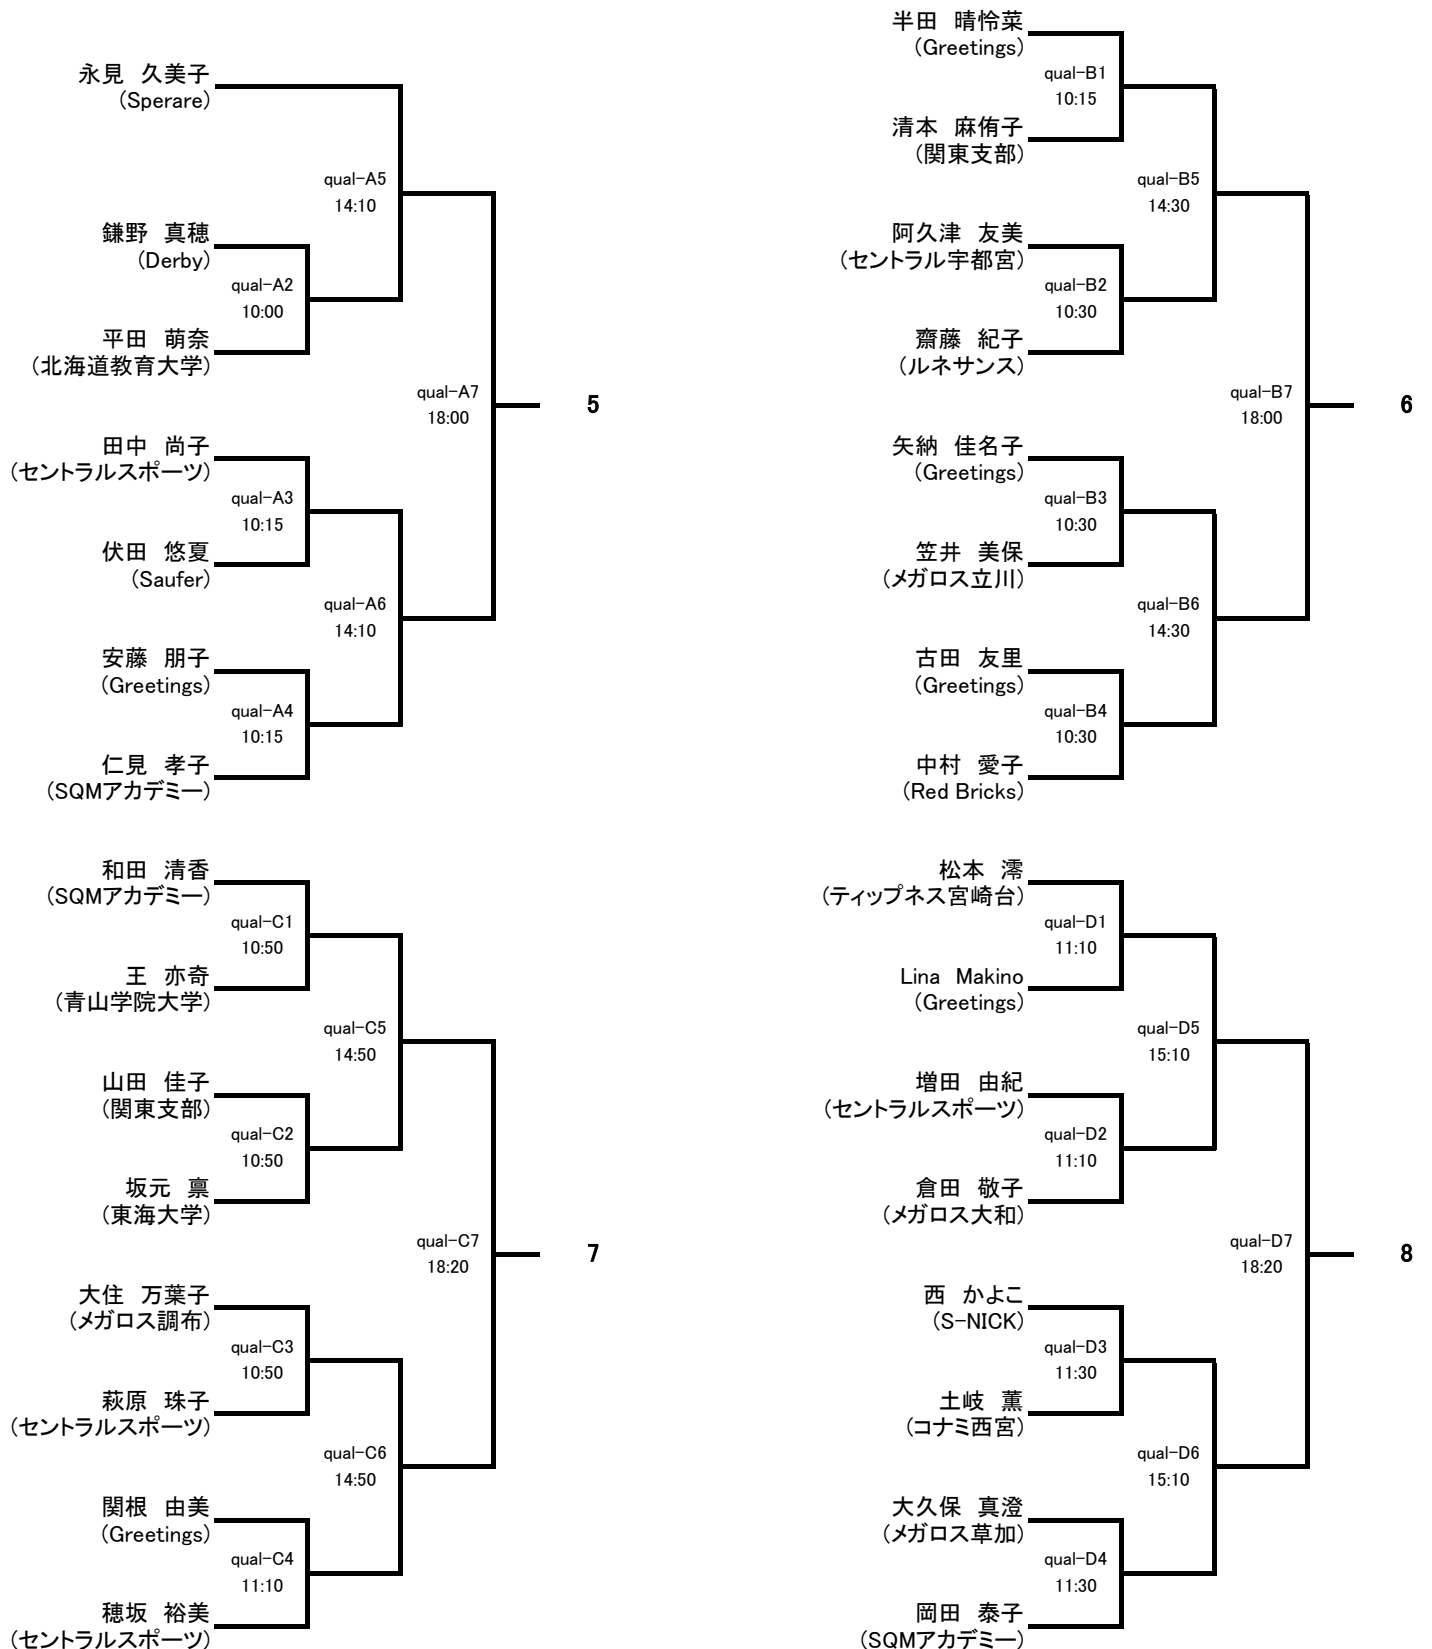 永見　久美子
(Sperare)
qual-A5
14:10
鎌野　真穂
(Derby)
qual-A2
10:00
平田　萌奈
(北海道教育大学)
qual-A7
18:00
5
田中　尚子
(セントラルスポーツ)
qual-A3
10:15
伏田　悠夏
(Saufer)
qual-A6
14:10
安藤　朋子
(Greetings)
qual-A4
10:15
仁見　孝子
(SQMアカデミー)
半田　晴怜菜
(Greetings)
qual-B1
10:15
清本　麻侑子
(関東支部)
qual-B5
14:30
阿久津　友美
(セントラル宇都宮)
qual-B2
10:30
齋藤　紀子
(ルネサンス)
qual-B7
18:00
6
矢納　佳名子
(Greetings)
qual-B3
10:30
笠井　美保
(メガロス立川)
qual-B6
14:30
古田　友里
(Greetings)
qual-B4
10:30
中村　愛子
(Red Bricks)
和田　清香
(SQMアカデミー)
qual-C1
10:50
王　亦奇
(青山学院大学)
qual-C5
14:50
山田　佳子
(関東支部)
qual-C2
10:50
坂元　凛
(東海大学)
qual-C7
18:20
7
大住　万葉子
(メガロス調布)
qual-C3
10:50
萩原　珠子
(セントラルスポーツ)
qual-C6
14:50
関根　由美
(Greetings)
qual-C4
11:10
穂坂　裕美
(セントラルスポーツ)
松本　澪
(ティップネス宮崎台)
qual-D1
11:10
Lina　Makino
(Greetings)
qual-D5
15:10
増田　由紀
(セントラルスポーツ)
qual-D2
11:10
倉田　敬子
(メガロス大和)
qual-D7
18:20
8
西　かよこ
(S-NICK)
qual-D3
11:30
土岐　薫
(コナミ西宮)
qual-D6
15:10
大久保　真澄
(メガロス草加)
qual-D4
11:30
岡田　泰子
(SQMアカデミー)